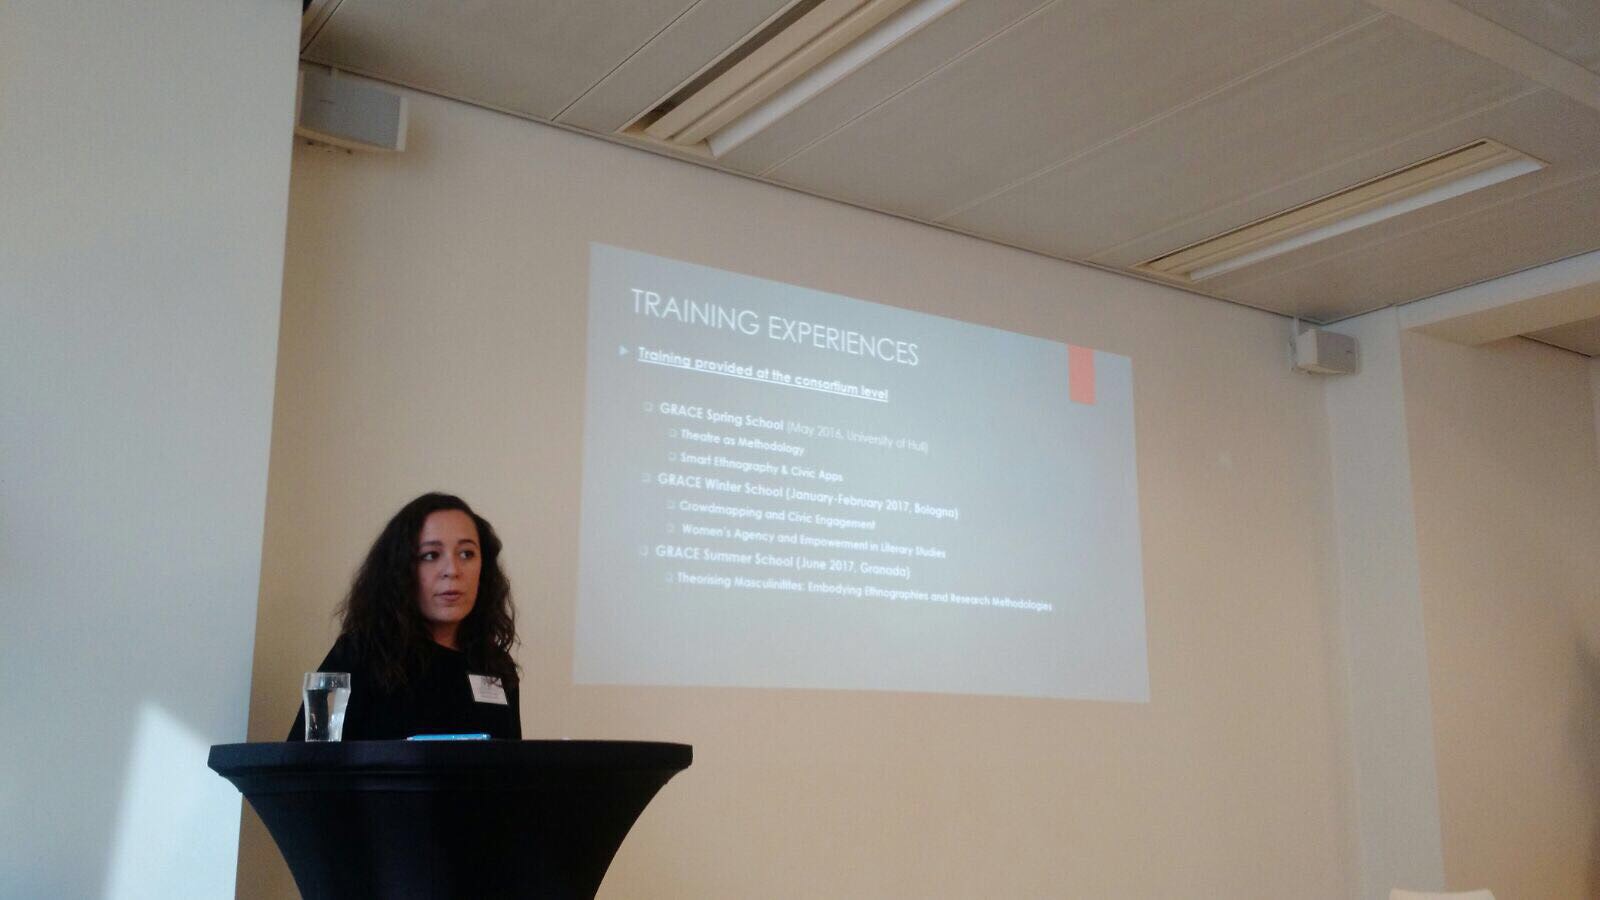 TRAINING EXPERIENCES
Training provided at the consortium level
GRACE Spring School (May 2016, University of Hull)
Theatre as Methodology
Smart Ethnography & Civic Apps
GRACE Winter School (January-February 2017, Bologna)
Crowdmapping and Civic Engagement
Women's Agency and Empowerment in Literary Studies
GRACE Summer School (June 2017, Granada)
Theorising Masculinitites: Embodying Ethnographies and Research Methodologies